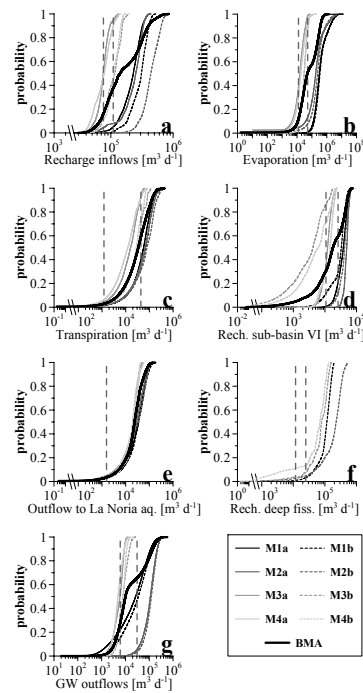 probability
1
0.8
0.6
0.4
0.2
0
a
10³ 10⁵ 10⁶
Recharge inflows [m³ d⁻¹]
probability
1
0.8
0.6
0.4
0.2
0
b
10⁰ 10¹ 10² 10³ 10⁴ 10⁵ 10⁶ 10⁷
Evaporation [m³ d⁻¹]
probability
1
0.8
0.6
0.4
0.2
0
c
10⁻¹ 10² 10⁴ 10⁶
Transpiration [m³ d⁻¹]
1
0.8
0.6
0.4
0.2
0
d
10⁻² 10³ 10⁴ 10⁵
Rech. sub-basin VI [m³ d⁻¹]
probability
1
0.8
0.6
0.4
0.2
0
e
10⁻¹ 10² 10⁴ 10⁶
Outflow to La Noria aq. [m³ d⁻¹]
1
0.8
0.6
0.4
0.2
0
f
10³ 10⁵
Rech. deep fiss. [m³ d⁻¹]
probability
1
0.8
0.6
0.4
0.2
0
g
10¹ 10² 10³ 10⁴ 10⁵ 10⁶
GW outflows [m³ d⁻¹]
M1a M1b
M2a M2b
M3a M3b
M4a M4b
BMA